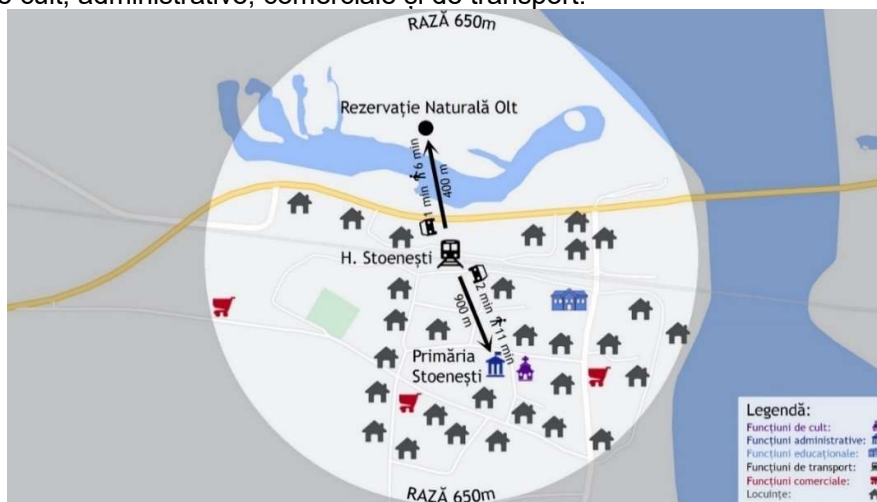 cult, administrative, comerciale și de transport.
RAZĂ 650m
Rezervație Naturală Olt
1 min 6 min
400 m
H. Stoenești
2 min 11 min
900 m
Primăria
Stoenești
Legendă:
Funcțiuni de cult:
Funcțiuni administrative:
Funcțiuni educaționale:
Funcțiuni de transport:
Funcțiuni comerciale:
Locuințe:
RAZĂ 650m